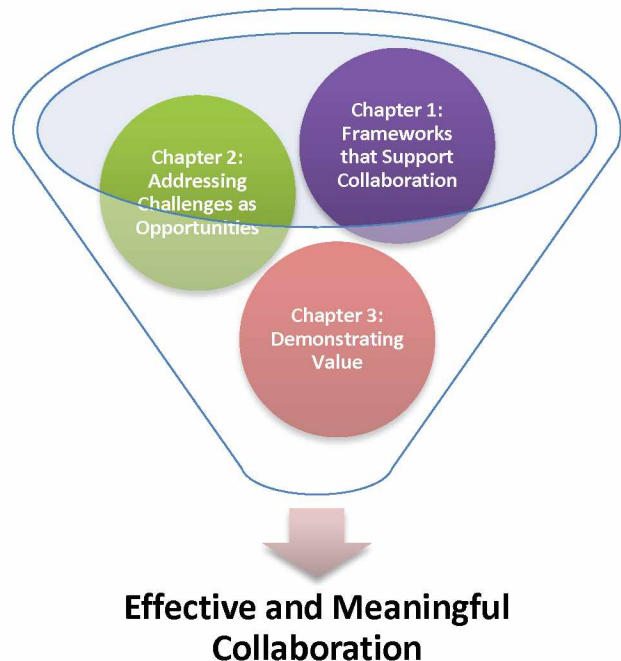 Chapter 1:
Frameworks
that Support
Collaboration
Chapter 2:
Addressing
Challenges as
Opportunities
Chapter 3:
Demonstrating
Value
Effective and Meaningful
Collaboration